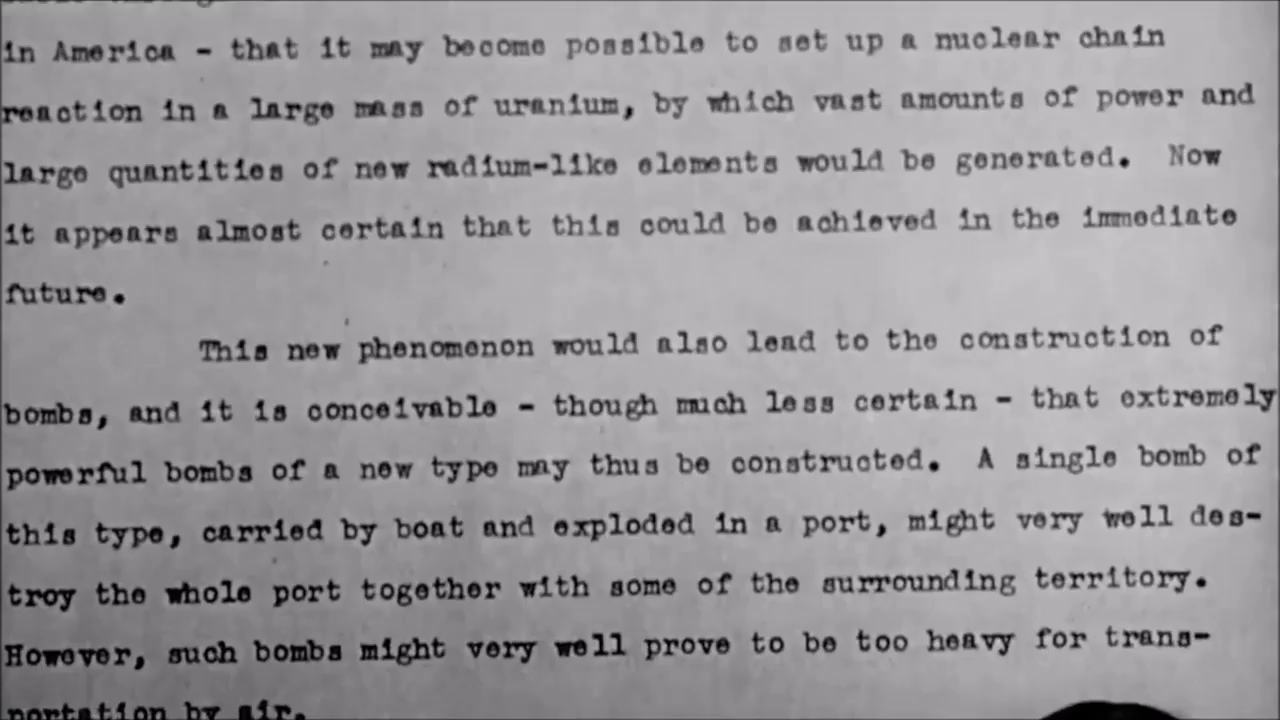 in America - that it may become possible to set up a nuclear chain
reaction in a large mass of uranium, by which vast amounts of power and
large quantities of new radium-like elements would be generated. Now
it appears almost certain that this could be achieved in the immediate
future.
This new phenomenon would also lead to the construction of
bombs, and it is conceivable - though much less certain - that extremely
powerful bombs of a new type may thus be constructed. A single bomb of
this type, carried by boat and exploded in a port, might very well des-
troy the whole port together with some of the surrounding territory.
However, such bombs might very well prove to be too heavy for trans-
portation by air.